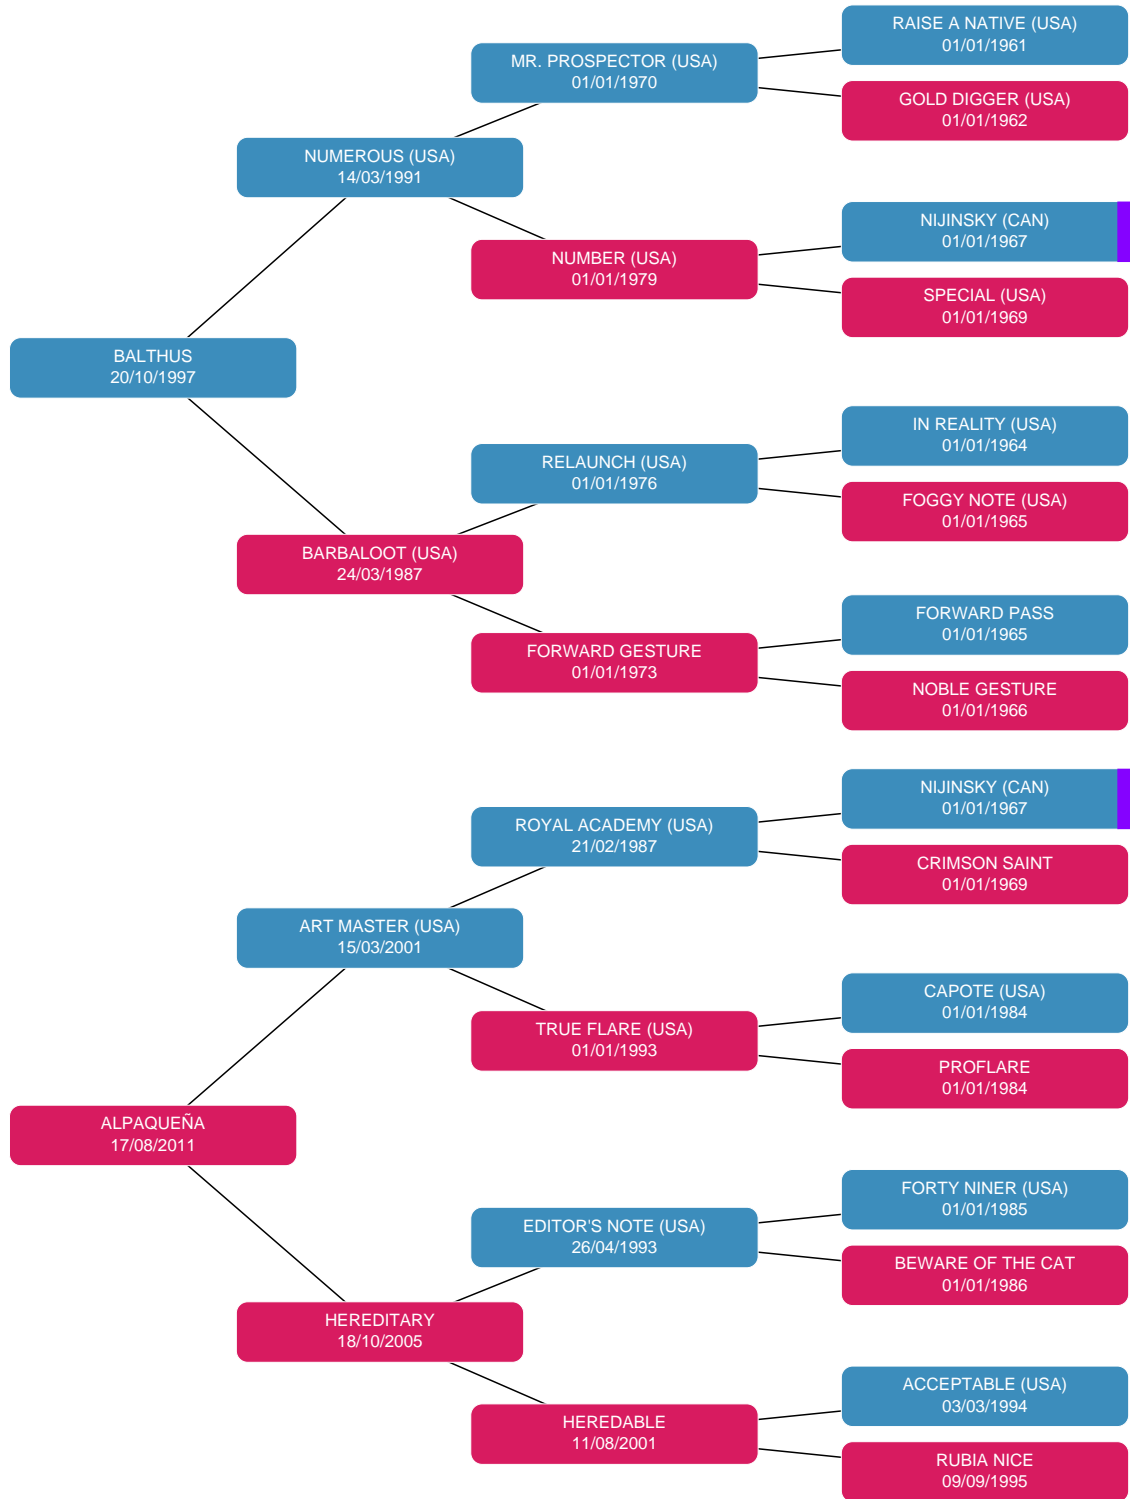 RAISE A NATIVE (USA)
01/01/1961
MR. PROSPECTOR (USA)
01/01/1970
GOLD DIGGER (USA)
01/01/1962
NUMEROUS (USA)
14/03/1991
NIJINSKY (CAN)
01/01/1967
NUMBER (USA)
01/01/1979
SPECIAL (USA)
01/01/1969
BALTHUS
20/10/1997
IN REALITY (USA)
01/01/1964
RELAUNCH (USA)
01/01/1976
FOGGY NOTE (USA)
01/01/1965
BARBALOOT (USA)
24/03/1987
FORWARD PASS
01/01/1965
FORWARD GESTURE
01/01/1973
NOBLE GESTURE
01/01/1966
NIJINSKY (CAN)
01/01/1967
ROYAL ACADEMY (USA)
21/02/1987
CRIMSON SAINT
01/01/1969
ART MASTER (USA)
15/03/2001
CAPOTE (USA)
01/01/1984
TRUE FLARE (USA)
01/01/1993
PROFLARE
01/01/1984
ALPAQUEÑA
17/08/2011
FORTY NINER (USA)
01/01/1985
EDITOR'S NOTE (USA)
26/04/1993
BEWARE OF THE CAT
01/01/1986
HEREDITARY
18/10/2005
ACCEPTABLE (USA)
03/03/1994
HEREDABLE
11/08/2001
RUBIA NICE
09/09/1995